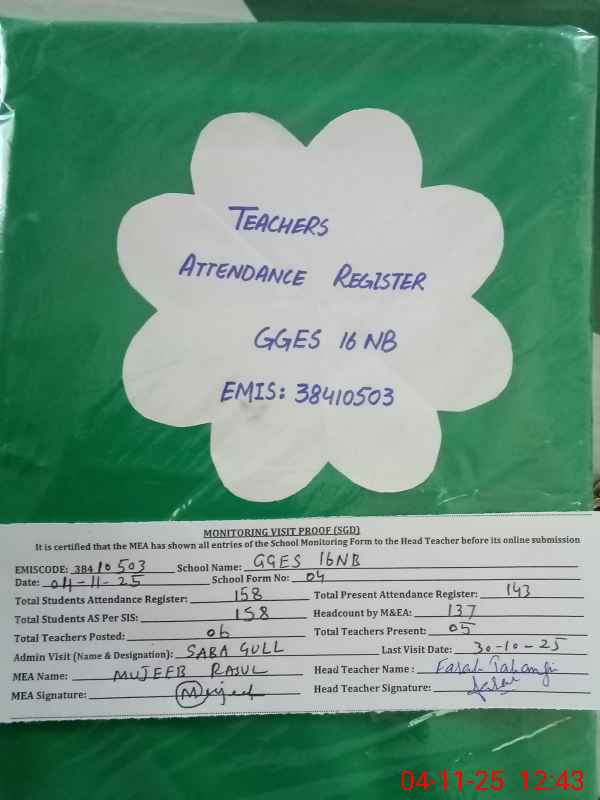 TEACHERS
ATTENDANCE REGISTER
GGES 16 NB
EMIS: 38410503
MONITORING VISIT PROOF (SGD)
It is certified that the MEA has shown all entries of the School Monitoring Form to the Head Teacher before its online submission
EMISCODE: 38410503 School Name: GGES 16NB
Date: 04-11-25 School Form No: 04
Total Students Attendance Register: 158 Total Present Attendance Register: 143
Total Students AS Per SIS: 158 Headcount by M&EA: 137
Total Teachers Posted: 06 Total Teachers Present: 05
Admin Visit (Name & Designation): SABA GULL Last Visit Date: 30-10-25
MEA Name: MUJEEB RASUL Head Teacher Name: Farah
MEA Signature: Mujeeb Head Teacher Signature:
04-11-25 12:43